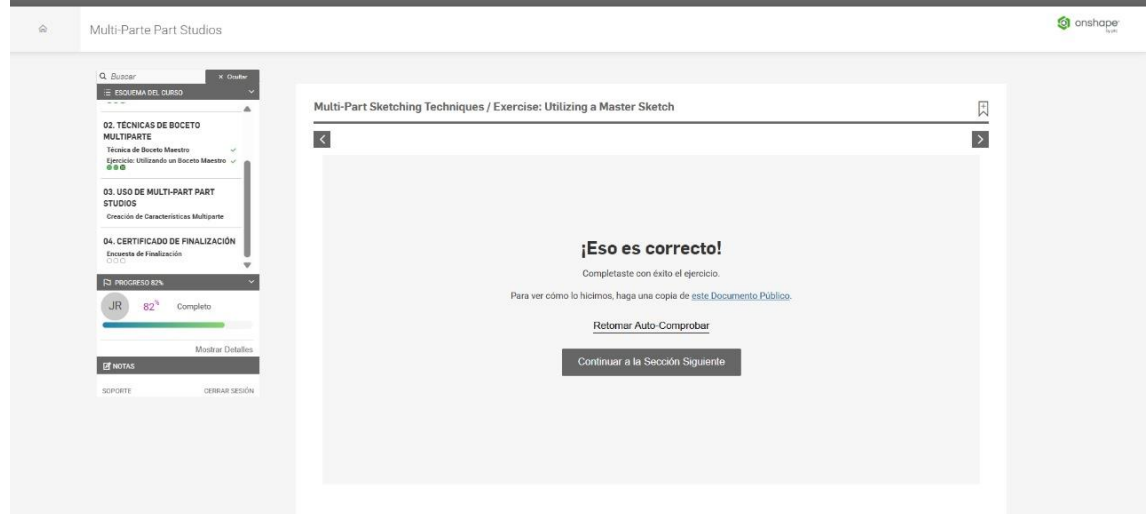 Multi-Parte Part Studios
onshape
Buscar
× Ocultar
ESQUEMA DEL CURSO
02. TÉCNICAS DE BOCETO
MULTIPARTE
Técnica de Boceto Maestro
Ejercicio: Utilizando un Boceto Maestro
03. USO DE MULTI-PART PART
STUDIOS
Creación de Características Multiparte
04. CERTIFICADO DE FINALIZACIÓN
Encuesta de Finalización
PROGRESO 82%
JR 82% Completo
Mostrar Detalles
NOTAS
SOPORTE CERRAR SESIÓN
Multi-Part Sketching Techniques / Exercise: Utilizing a Master Sketch
¡Eso es correcto!
Completaste con éxito el ejercicio.
Para ver cómo lo hicimos, haga una copia de este Documento Público.
Retomar Auto-Comprobar
Continuar a la Sección Siguiente